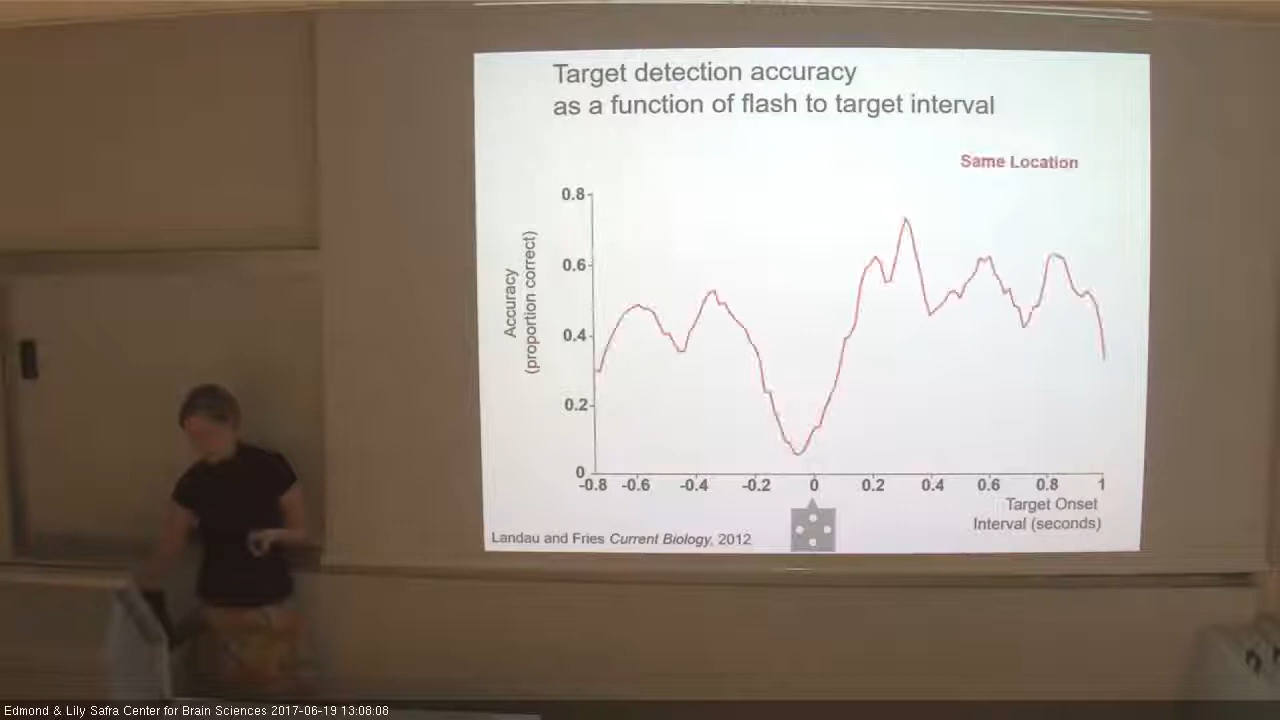 Target detection accuracy
as a function of flash to target interval
Same Location
Accuracy
(proportion correct)
0.8
0.6
0.4
0.2
0
-0.8 -0.6 -0.4 -0.2 0 0.2 0.4 0.6 0.8 1
Target Onset
Interval (seconds)
Landau and Fries Current Biology, 2012
Edmond & Lily Safra Center for Brain Sciences 2017-06-19 13:08:08